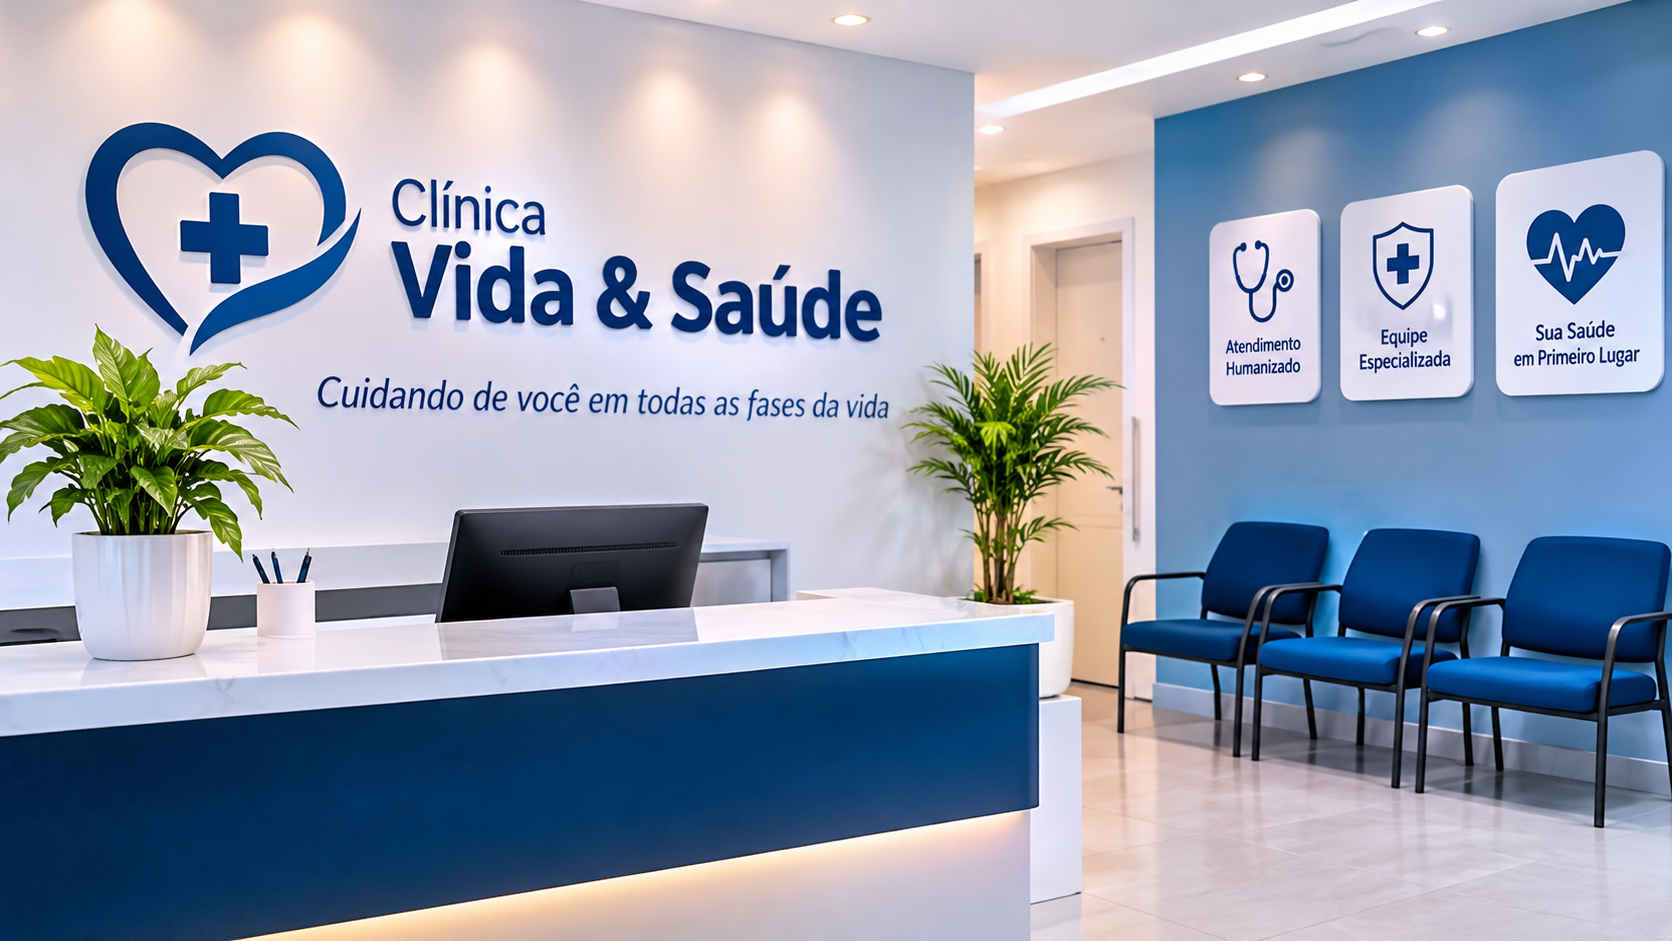 Clínica
Vida & Saúde
Cuidando de você em todas as fases da vida
Atendimento
Humanizado
Equipe
Especializada
Sua Saúde
em Primeiro Lugar